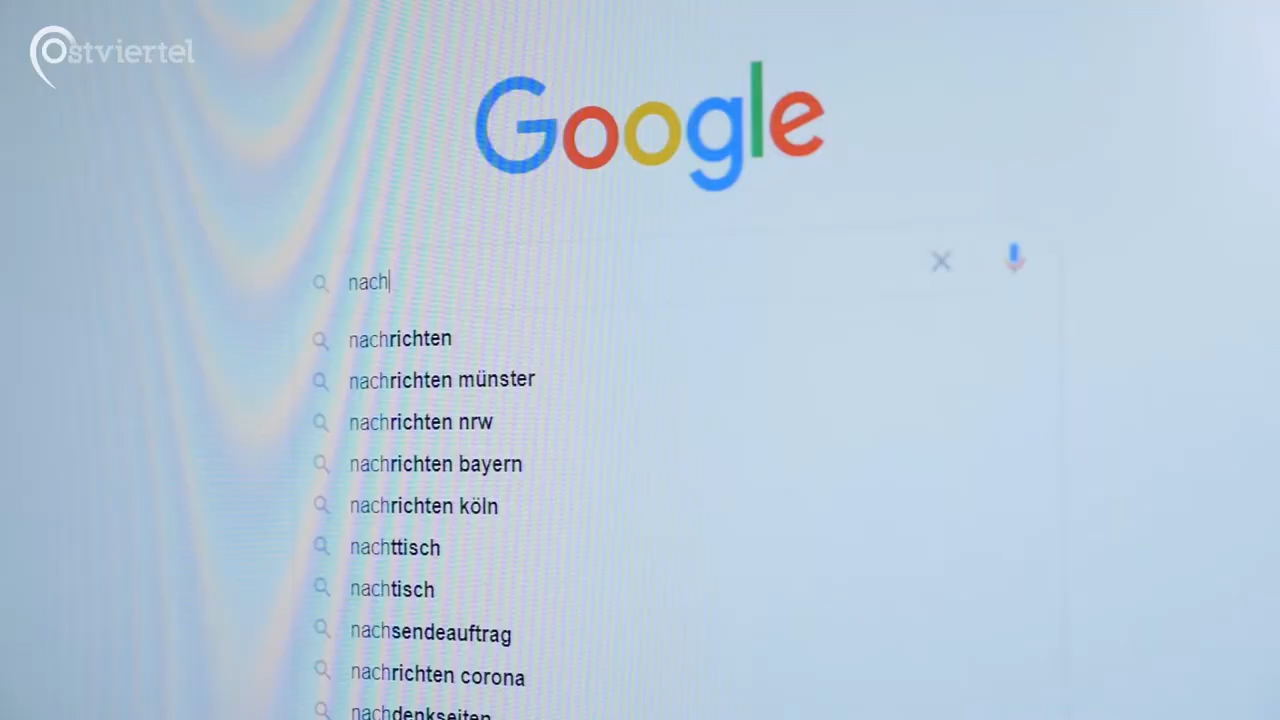 Ostviertel
Google
nach
nachrichten
nachrichten münster
nachrichten nrw
nachrichten bayern
nachrichten köln
nachttisch
nachtisch
nachsendeauftrag
nachrichten corona
nachdenkseiten